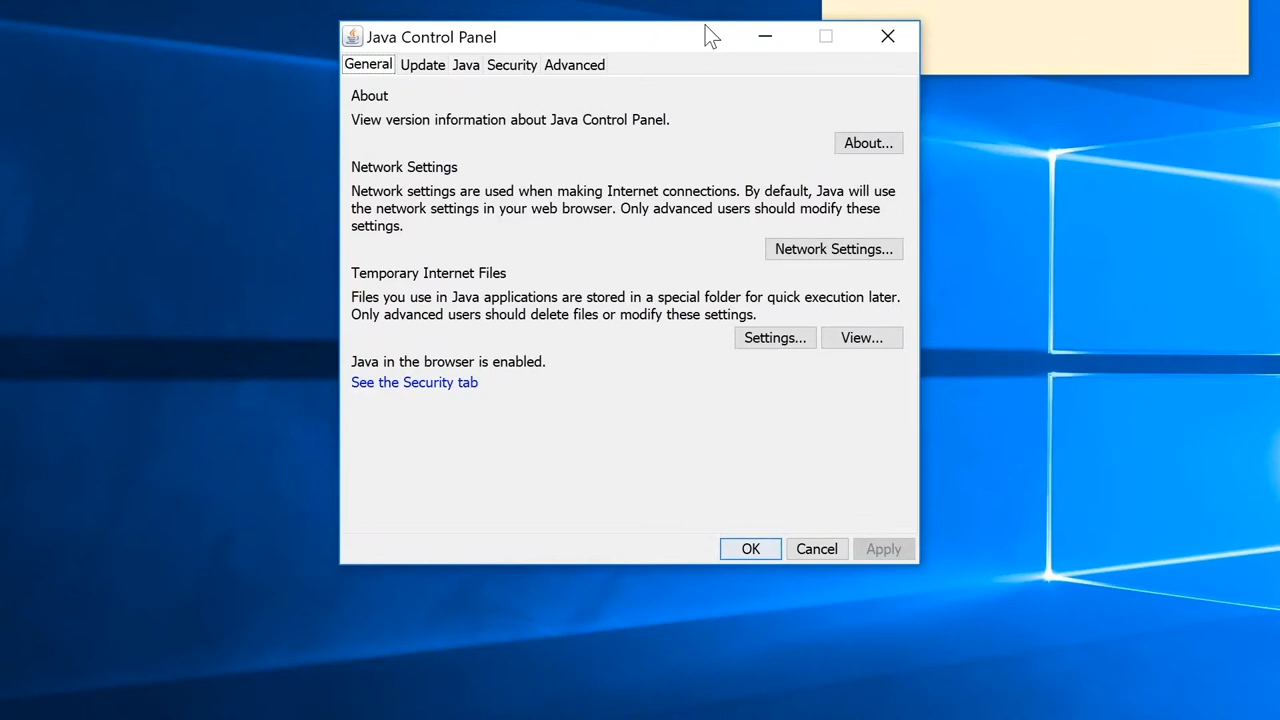 Java Control Panel
General Update Java Security Advanced
About
View version information about Java Control Panel.
About...
Network Settings
Network settings are used when making Internet connections. By default, Java will use
the network settings in your web browser. Only advanced users should modify these
settings.
Network Settings...
Temporary Internet Files
Files you use in Java applications are stored in a special folder for quick execution later.
Only advanced users should delete files or modify these settings.
Settings... View...
Java in the browser is enabled.
See the Security tab
OK Cancel Apply